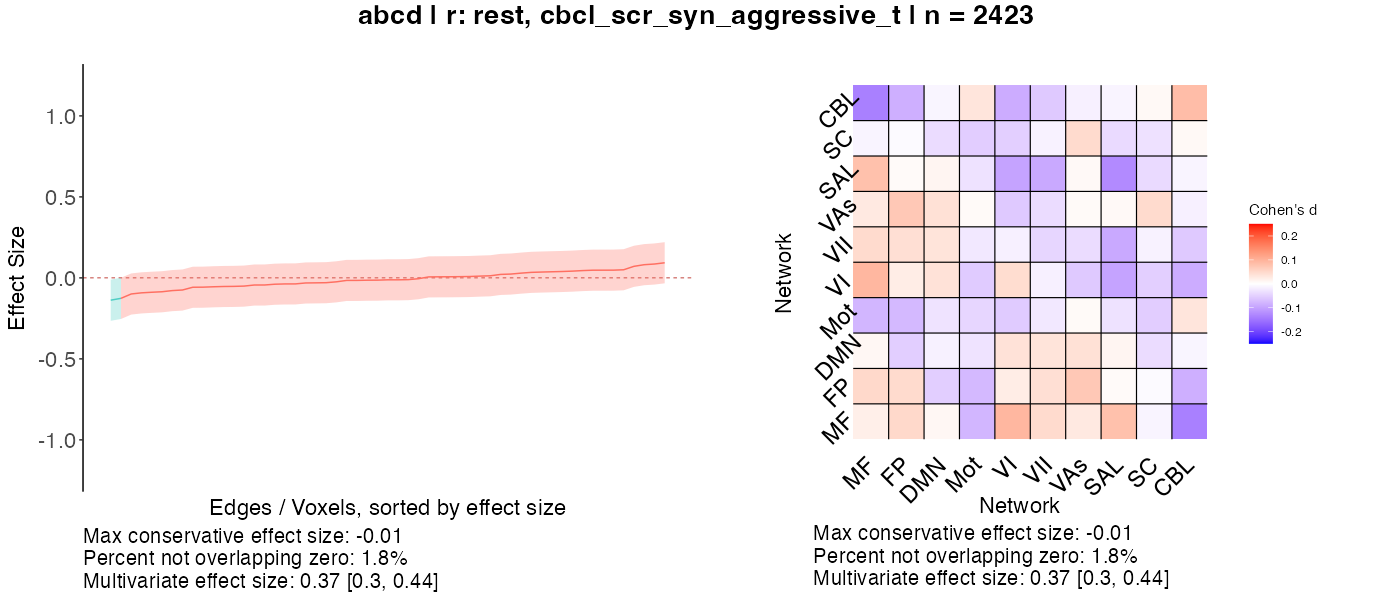 abcd | r: rest, cbcl_scr_syn_aggressive_t | n = 2423
Effect Size
1.0
0.5
0.0
-0.5
-1.0
Edges / Voxels, sorted by effect size
Max conservative effect size: -0.01
Percent not overlapping zero: 1.8%
Multivariate effect size: 0.37 [0.3, 0.44]
Network
CBL
SC
SAL
VAs
VII
VI
Mot
DMN
FP
MF
MF
FP
DMN
Mot
VI
VII
VAs
SAL
SC
CBL
Network
Max conservative effect size: -0.01
Percent not overlapping zero: 1.8%
Multivariate effect size: 0.37 [0.3, 0.44]
Cohen's d
0.2
0.1
0.0
-0.1
-0.2